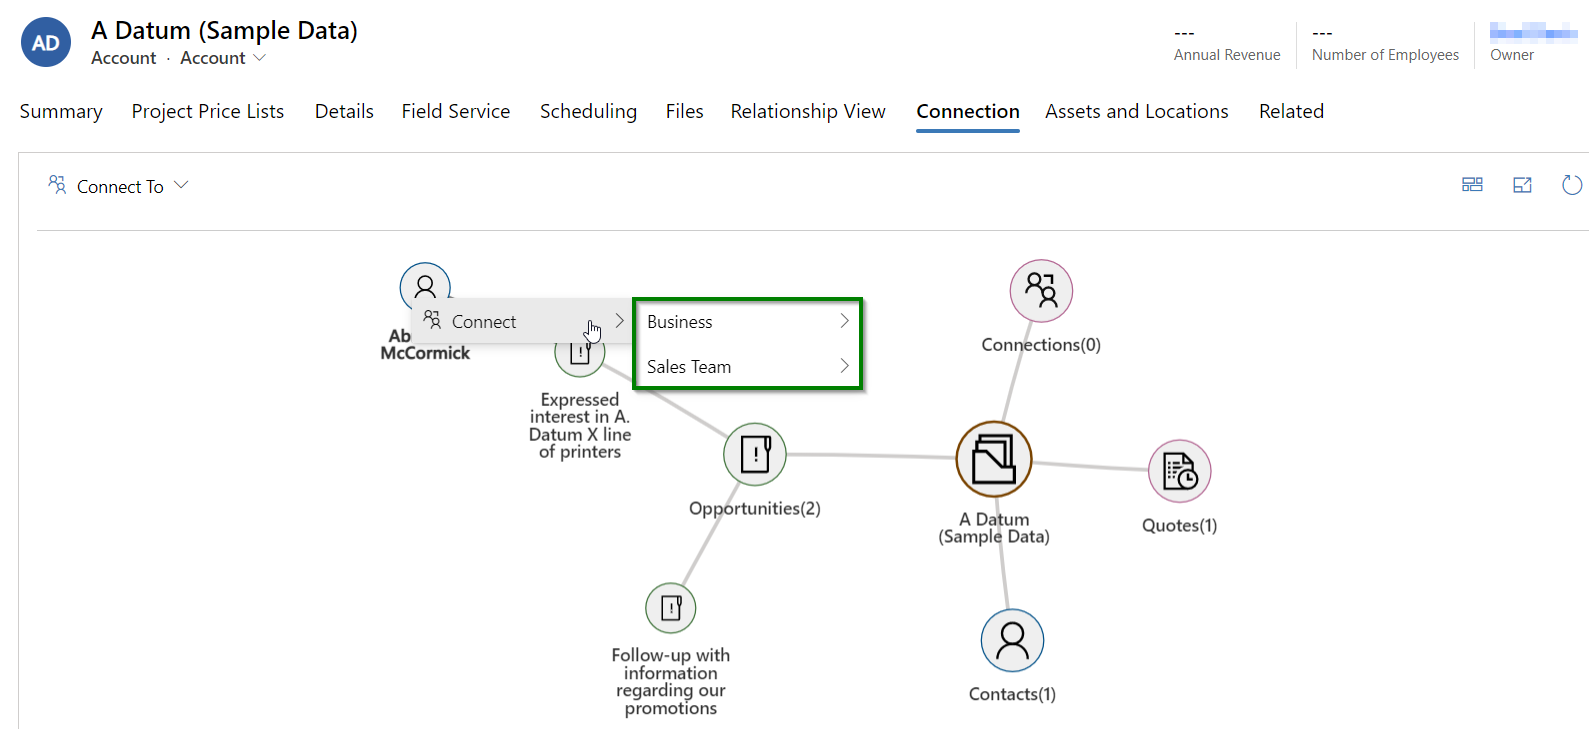 AD
A Datum (Sample Data)
Account · Account
---
Annual Revenue
---
Number of Employees
Owner
Summary
Project Price Lists
Details
Field Service
Scheduling
Files
Relationship View
Connection
Assets and Locations
Related
Connect To
Connect
Business
Sales Team
McCormick
Expressed
interest in A.
Datum X line
of printers
Opportunities(2)
Follow-up with
information
regarding our
promotions
Connections(0)
A Datum
(Sample Data)
Quotes(1)
Contacts(1)